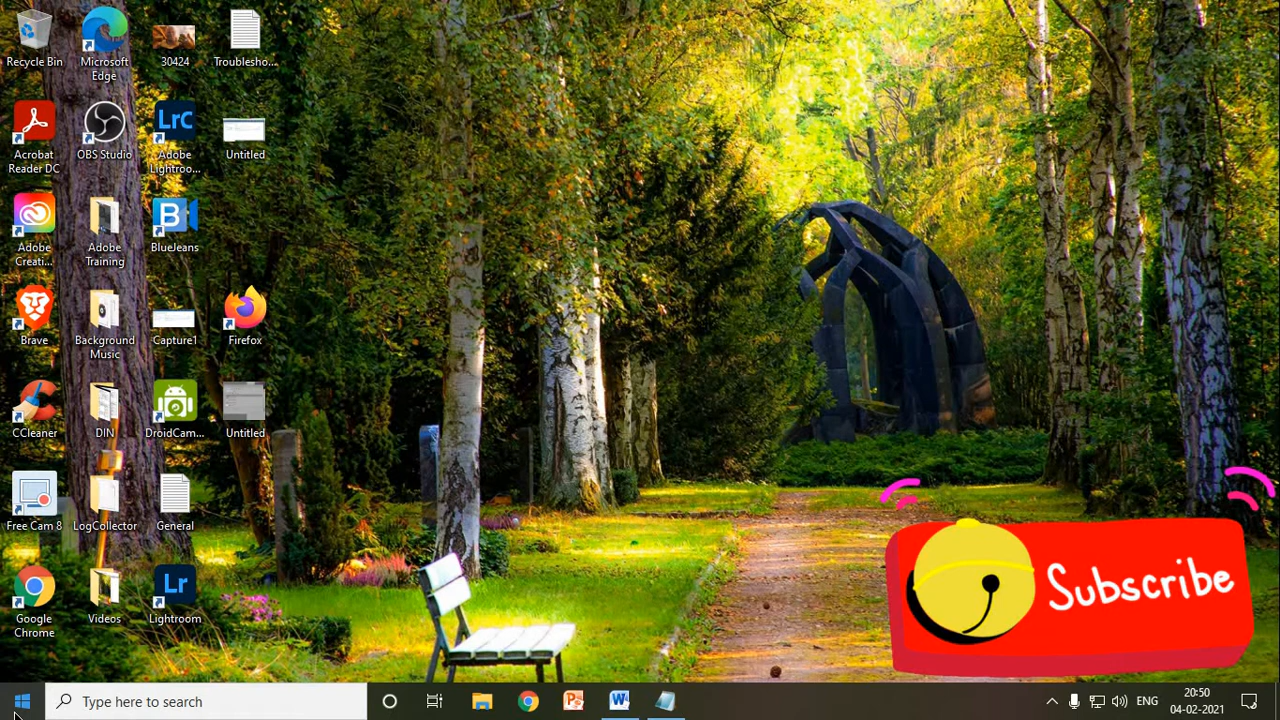 Recycle Bin
Microsoft
Edge
30424
Troublesho...
Acrobat
Reader DC
OBS Studio
Adobe
Lightroo...
Untitled
Adobe
Creati...
Adobe
Training
BlueJeans
Brave
Background
Music
Capture1
Firefox
CCleaner
DIN
DroidCam...
Untitled
Free Cam 8
LogCollector
General
Google
Chrome
Videos
Lightroom
LrC
B
Lr
Subscribe
Type here to search
P
W
ENG
20:50
04-02-2021